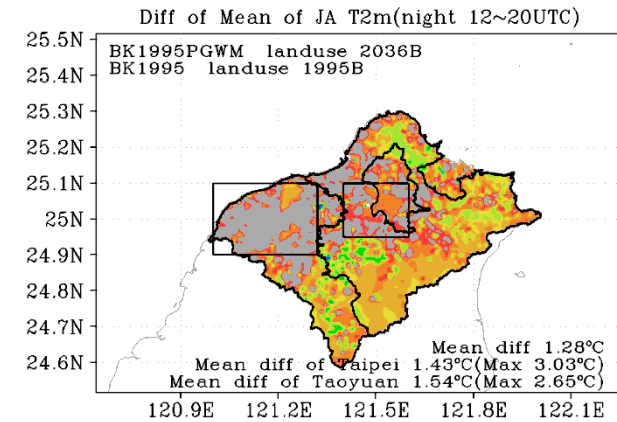 Diff of Mean of JA T2m(night 12~20UTC)
25.5N
BK1995PGWM landuse 2036B
BK1995 landuse 1995B
25.4N
25.3N
25.2N
25.1N
25N
24.9N
24.8N
24.7N
24.6N
Mean diff 1.28°C
Mean diff of Taipei 1.43°C(Max 3.03°C)
Mean diff of Taoyuan 1.54°C(Max 2.65°C)
120.9E 121.2E 121.5E 121.8E 122.1E